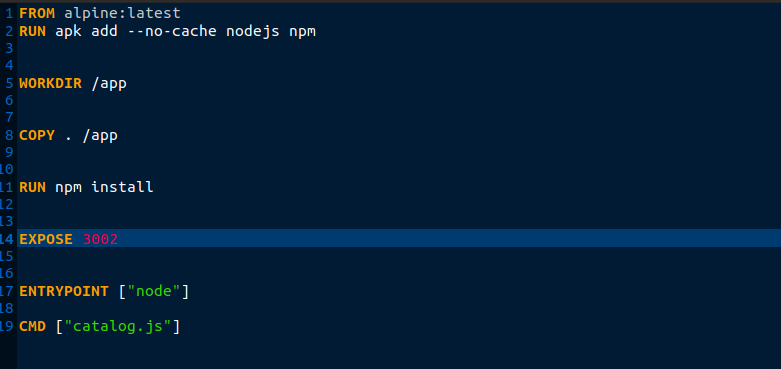 1 FROM alpine:latest
2 RUN apk add --no-cache nodejs npm
3
4
5 WORKDIR /app
6
7
8 COPY . /app
9
10
11 RUN npm install
12
13
14 EXPOSE 3002
15
16
17 ENTRYPOINT ["node"]
18
19 CMD ["catalog.js"]